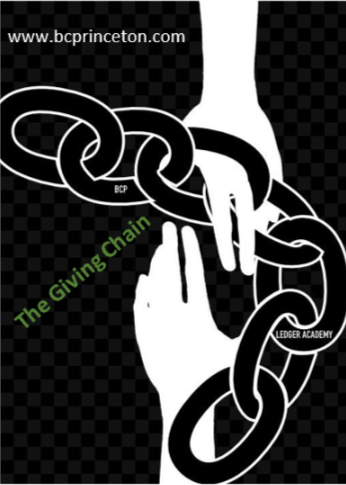 www.bcprinceton.com
BCP
The Giving Chain
LEDGER ACADEMY